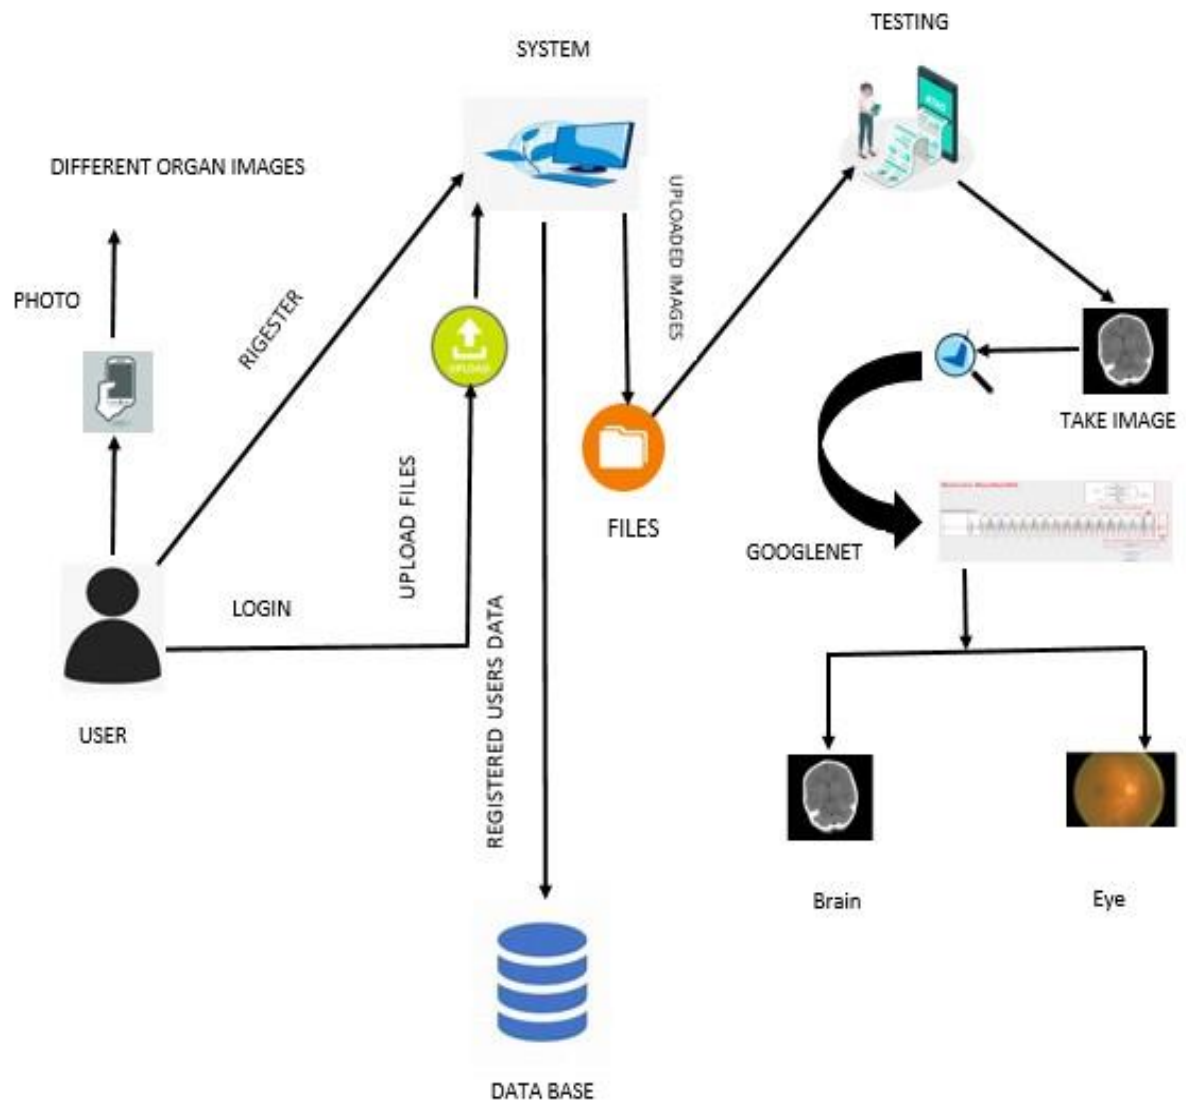 TESTING
SYSTEM
DIFFERENT ORGAN IMAGES
UPLOADED IMAGES
PHOTO
RIGESTER
UPLOAD
TAKE IMAGE
UPLOAD FILES
FILES
GOOGLENET
LOGIN
REGISTERED USERS DATA
USER
Brain
Eye
DATA BASE